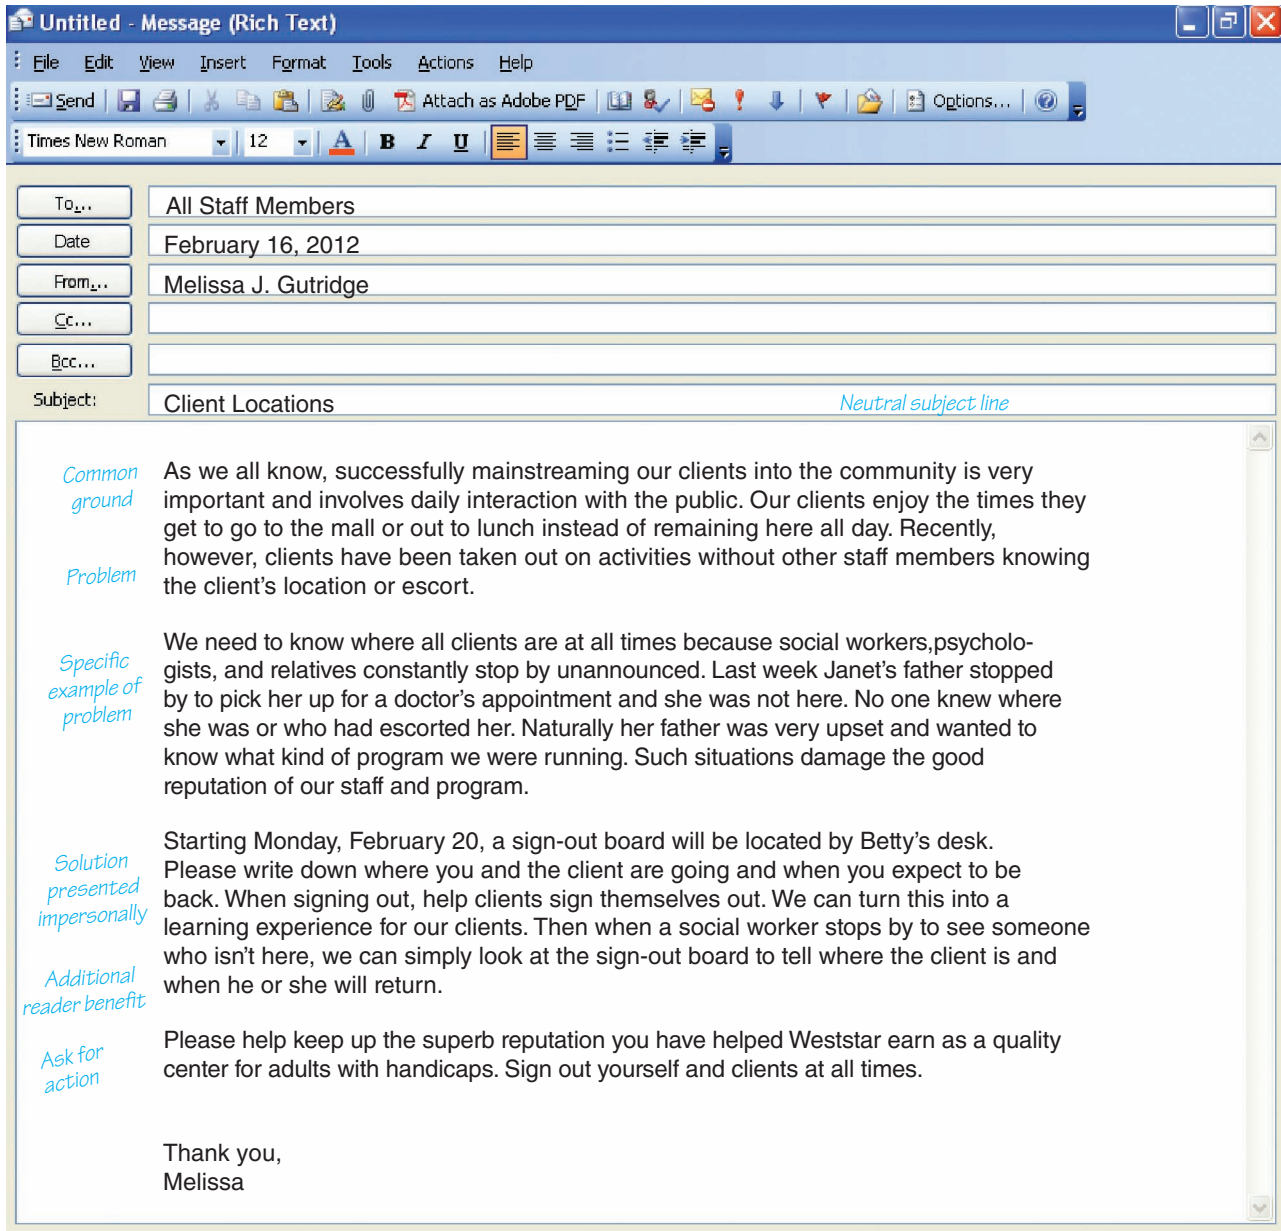 Untitled - Message (Rich Text)
File Edit View Insert Format Tools Actions Help
Send Attach as Adobe PDF Options...
Times New Roman 12 A B I U
To... All Staff Members
Date February 16, 2012
From... Melissa J. Gutridge
Cc...
Bcc...
Subject: Client Locations Neutral subject line
Common
ground
As we all know, successfully mainstreaming our clients into the community is very
important and involves daily interaction with the public. Our clients enjoy the times they
get to go to the mall or out to lunch instead of remaining here all day. Recently,
Problem
however, clients have been taken out on activities without other staff members knowing
the client's location or escort.
Specific
example of
problem
We need to know where all clients are at all times because social workers,psycholo-
gists, and relatives constantly stop by unannounced. Last week Janet's father stopped
by to pick her up for a doctor's appointment and she was not here. No one knew where
she was or who had escorted her. Naturally her father was very upset and wanted to
know what kind of program we were running. Such situations damage the good
reputation of our staff and program.
Solution
presented
impersonally
Starting Monday, February 20, a sign-out board will be located by Betty's desk.
Please write down where you and the client are going and when you expect to be
back. When signing out, help clients sign themselves out. We can turn this into a
learning experience for our clients. Then when a social worker stops by to see someone
Additional
reader benefit
who isn't here, we can simply look at the sign-out board to tell where the client is and
when he or she will return.
Ask for
action
Please help keep up the superb reputation you have helped Weststar earn as a quality
center for adults with handicaps. Sign out yourself and clients at all times.
Thank you,
Melissa